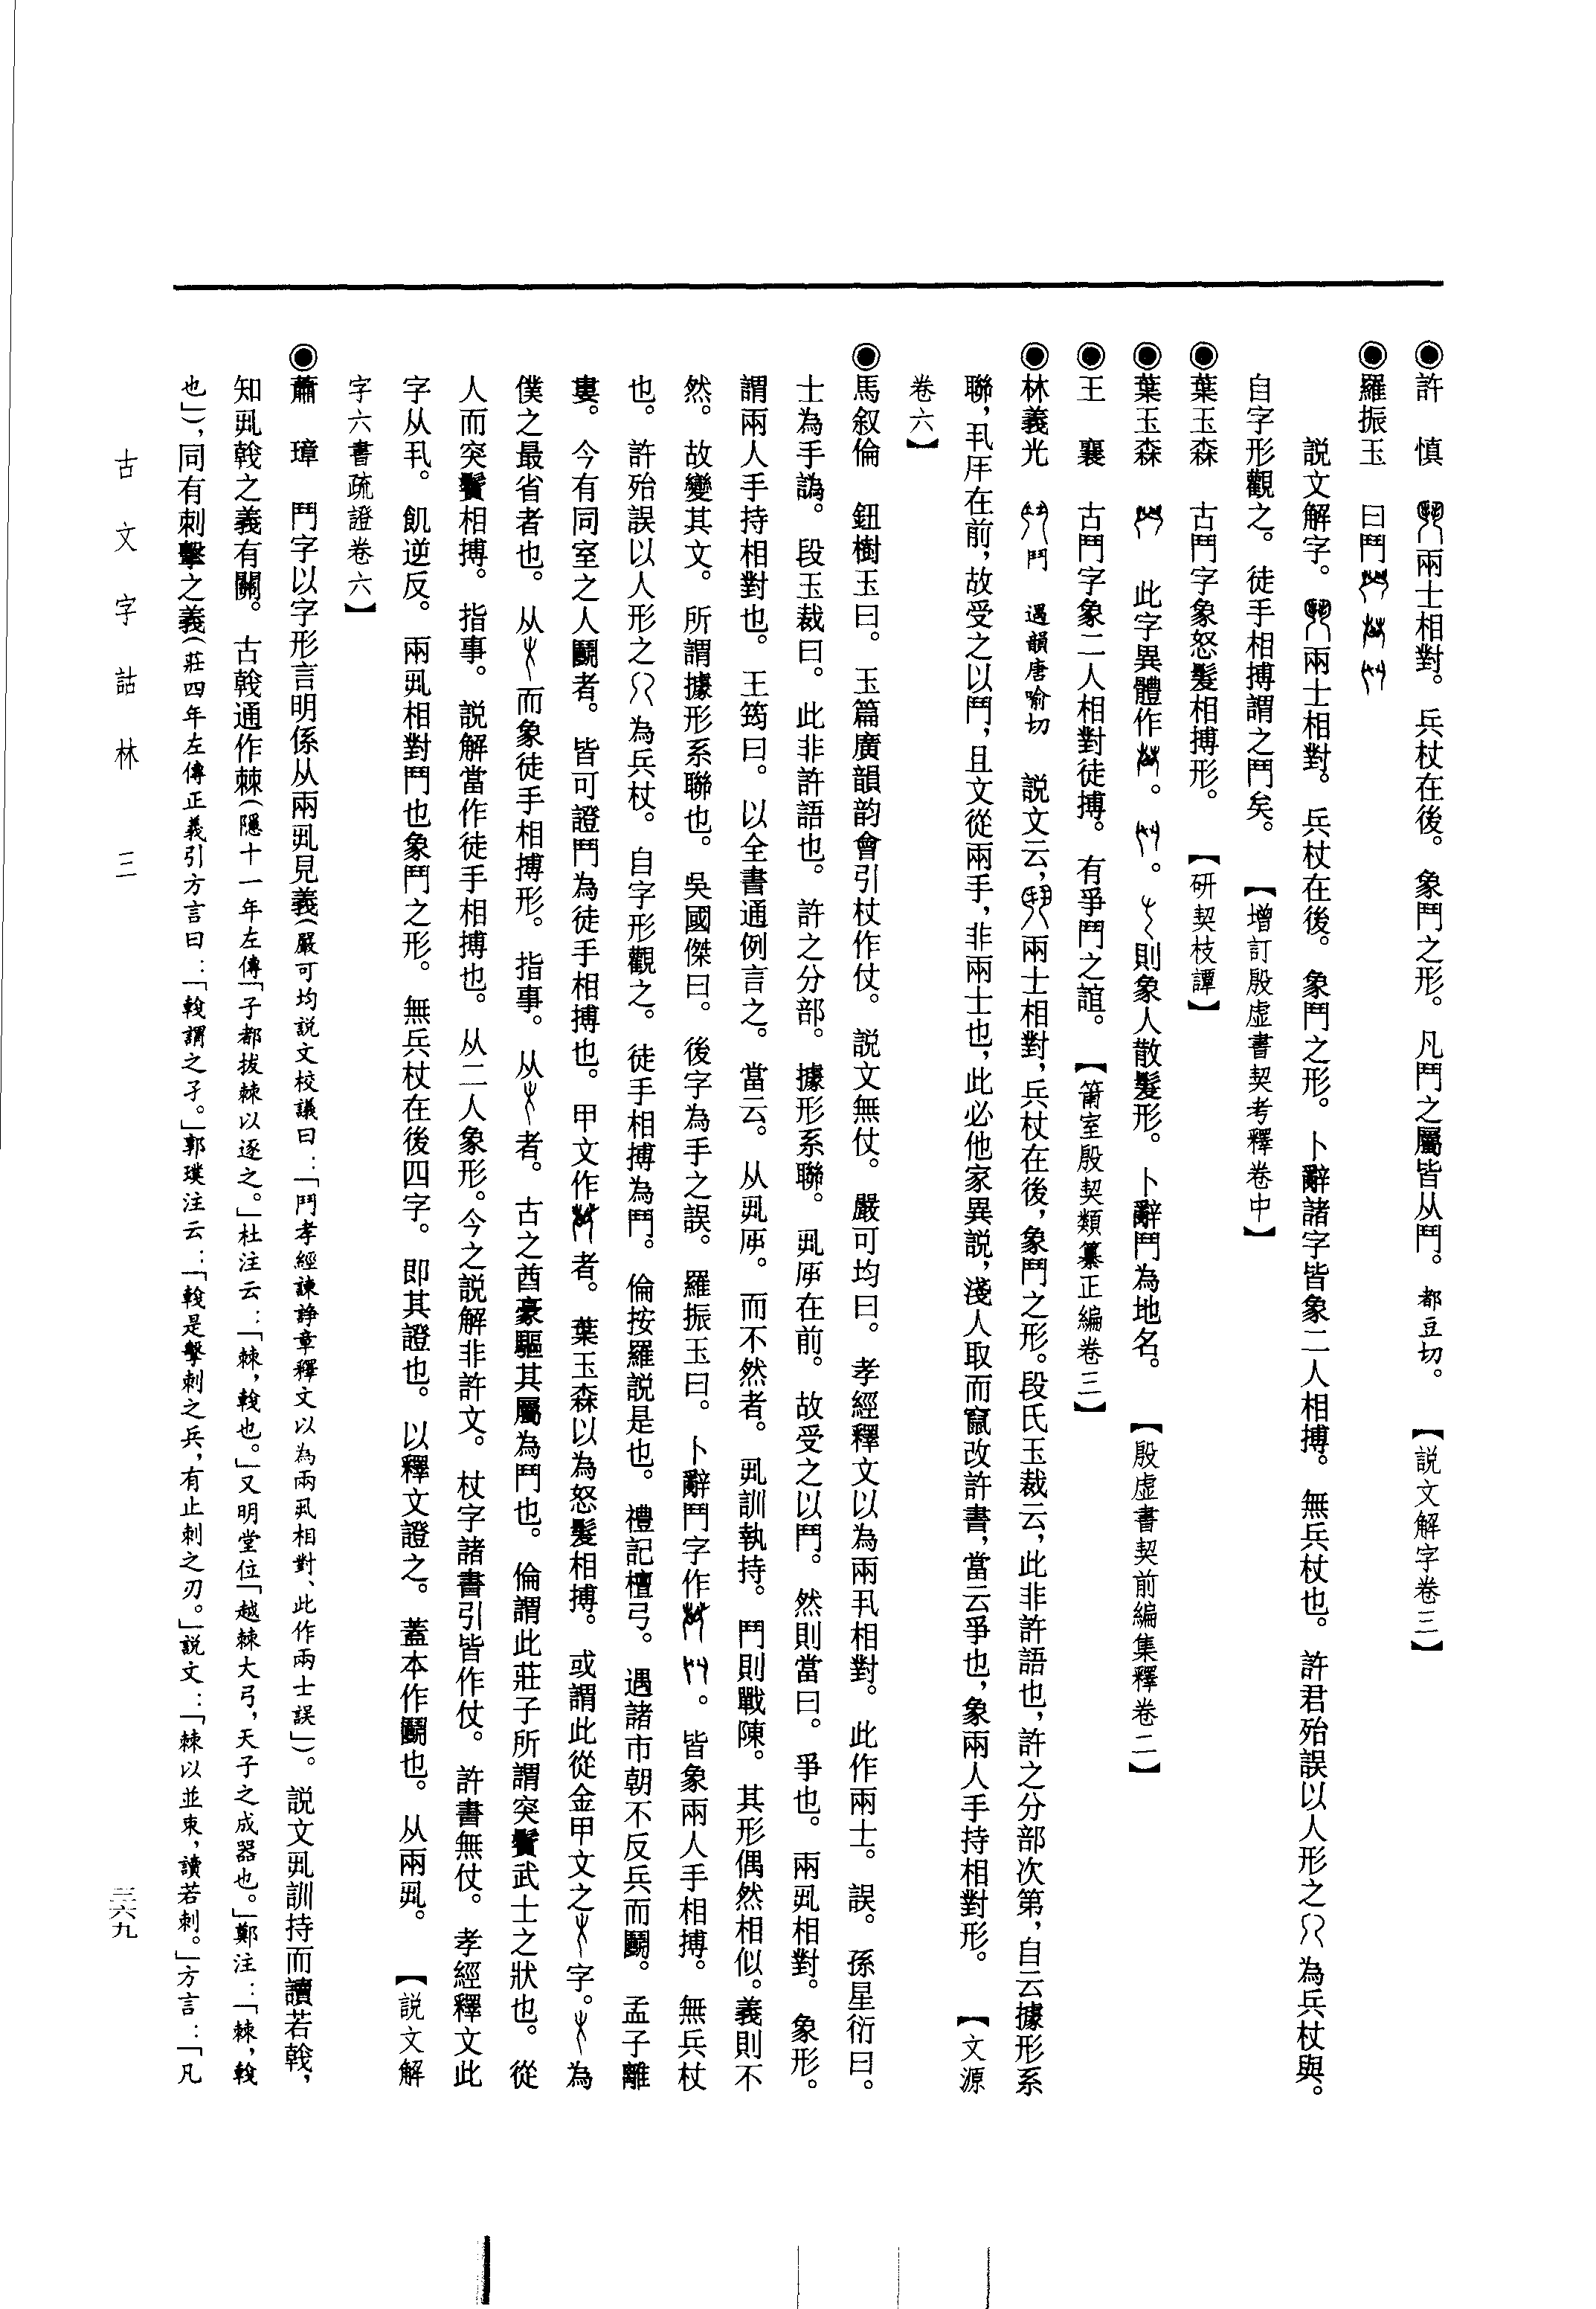 ◉許　慎　兩士相對。兵杖在後。象鬥之形。凡鬥之屬皆从鬥。都豆切。【説文解字卷三】
◉羅振玉　曰鬥
説文解字。兩士相對。兵杖在後。象鬥之形。卜辭諸字皆象二人相搏。無兵杖也。許君殆誤以人形之為兵杖與。
自字形觀之。徒手相搏謂之鬥矣。【增訂殷虛書契考釋卷中】
◉葉玉森　古鬥字象怒髮相搏形。【研契枝譚】
◉葉玉森　此字異體作。。則象人散髮形。卜辭鬥為地名。【殷虛書契前編集釋卷二】
◉王　襄　古鬥字象二人相對徒搏。有爭鬥之誼。【簠室殷契類纂正編卷三】
◉林義光　鬥　遇韻唐喻切　説文云，兩士相對，兵杖在後，象鬥之形。段氏玉裁云，此非許語也，許之分部次第，自云據形系
聯，丮𠨭在前，故受之以鬥，且文從兩手，非兩士也，此必他家異説，淺人取而竄改許書，當云爭也，象兩人手持相對形。【文源
卷六】
◉馬叙倫　鈕樹玉曰。玉篇廣韻韵會引杖作仗。説文無仗。嚴可均曰。孝經釋文以為兩丮相對。此作兩士。誤。孫星衍曰。
士為手譌。段玉裁曰。此非許語也。許之分部。據形系聯。丮𠨭在前。故受之以鬥。然則當曰。爭也。兩丮相對。象形。
謂兩人手持相對也。王筠曰。以全書通例言之。當云。从丮𠨭。而不然者。丮訓執持。鬥則戰陳。其形偶然相似。義則不
然。故變其文。所謂據形系聯也。吳國傑曰。後字為手之誤。羅振玉曰。卜辭鬥字作。皆象兩人手相搏。無兵杖
也。許殆誤以人形之為兵杖。自字形觀之。徒手相搏為鬥。倫按羅説是也。禮記檀弓。遇諸市朝不反兵而鬬。孟子離
婁。今有同室之人鬬者。皆可證鬥為徒手相搏也。甲文作者。葉玉森以為怒髮相搏。或謂此從金甲文之字。為
僕之最省者也。从而象徒手相搏形。指事。从者。古之酋豪驅其屬為鬥也。倫謂此莊子所謂突鬢武士之狀也。從
人而突鬢相搏。指事。説解當作徒手相搏也。从二人象形。今之説解非許文。杖字諸書引皆作仗。許書無仗。孝經釋文此
字从丮。飢逆反。兩丮相對鬥也象鬥之形。無兵杖在後四字。即其證也。以釋文證之。蓋本作鬬也。从兩丮。【説文解
字六書疏證卷六】
◉蕭　璋　鬥字以字形言明係从兩丮見義（嚴可均説文校議曰：「鬥孝經諫諍章釋文以為兩丮相對、此作兩士誤」）。説文丮訓持而讀若戟，
知丮戟之義有關。古戟通作棘（隱十一年左傳「子都拔棘以逐之。」杜注云：「棘，戟也。」又明堂位「越棘大弓，天子之戎器也。」鄭注：「棘，戟
也」），同有刺擊之義（莊四年左傳正義引方言曰：「戟謂之孑。」郭璞注云：「戟是擊刺之兵，有止刺之刃。」説文：「棘以並朿，讀若刺。」方言：「凡
古文字詁林　三
三六九